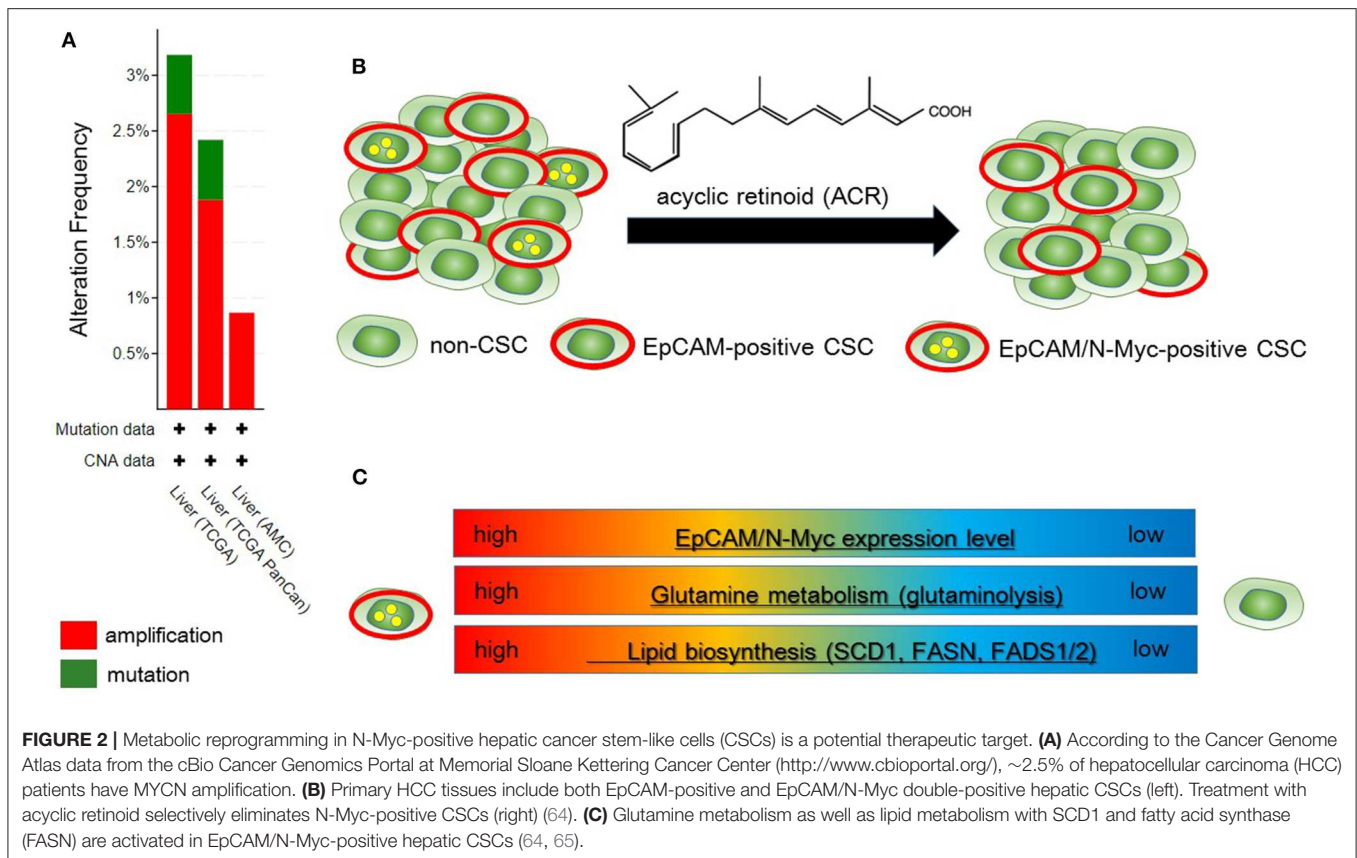 A
Alteration Frequency
3%
2.5%
2%
1.5%
1%
0.5%
Mutation data + + +
CNA data + + +
Liver (TCGA)
Liver (TCGA PanCan)
Liver (AMC)
amplification
mutation
B
COOH
acyclic retinoid (ACR)
non-CSC
EpCAM-positive CSC
EpCAM/N-Myc-positive CSC
C
high EpCAM/N-Myc expression level low
high Glutamine metabolism (glutaminolysis) low
high Lipid biosynthesis (SCD1, FASN, FADS1/2) low
FIGURE 2 | Metabolic reprogramming in N-Myc-positive hepatic cancer stem-like cells (CSCs) is a potential therapeutic target. (A) According to the Cancer Genome
Atlas data from the cBio Cancer Genomics Portal at Memorial Sloane Kettering Cancer Center (http://www.cbioportal.org/), ~2.5% of hepatocellular carcinoma (HCC)
patients have MYCN amplification. (B) Primary HCC tissues include both EpCAM-positive and EpCAM/N-Myc double-positive hepatic CSCs (left). Treatment with
acyclic retinoid selectively eliminates N-Myc-positive CSCs (right) (64). (C) Glutamine metabolism as well as lipid metabolism with SCD1 and fatty acid synthase
(FASN) are activated in EpCAM/N-Myc-positive hepatic CSCs (64, 65).